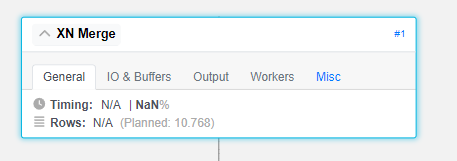 XN Merge #1
General IO & Buffers Output Workers Misc
Timing: N/A | NaN%
Rows: N/A (Planned: 10.768)